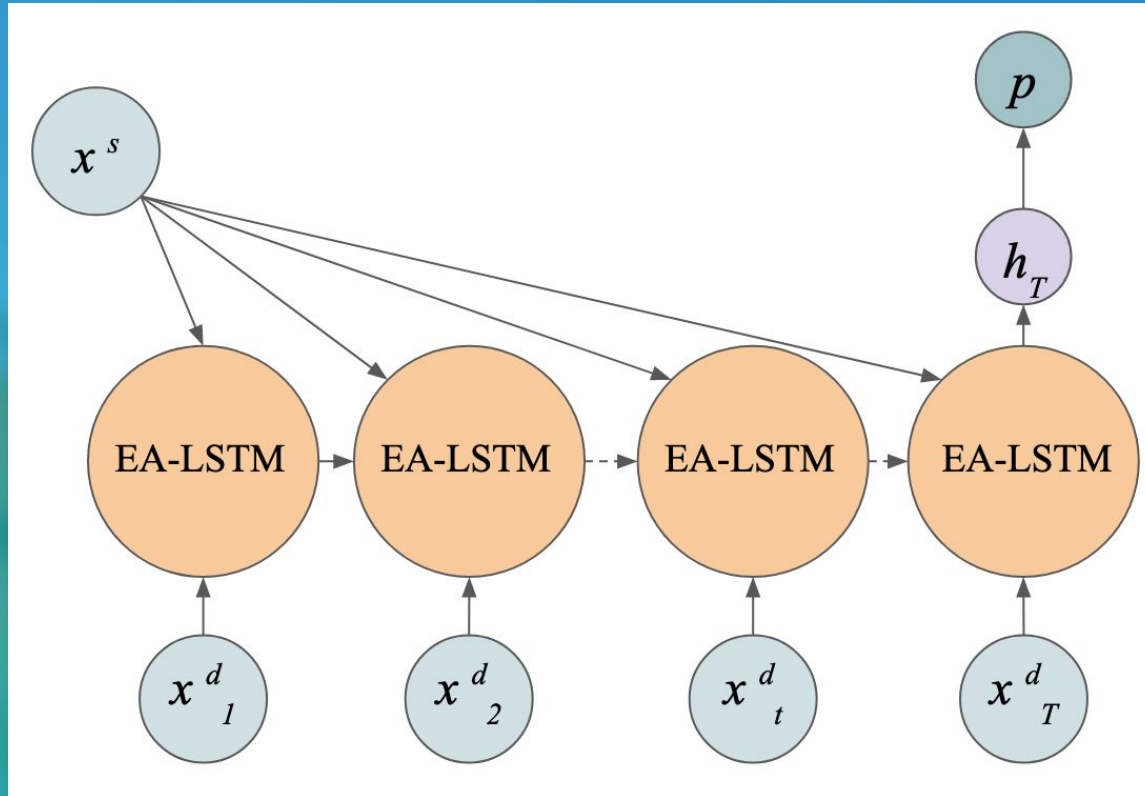 p
x s
h T
EA-LSTM EA-LSTM EA-LSTM EA-LSTM
x d 1 x d 2 x d t x d T